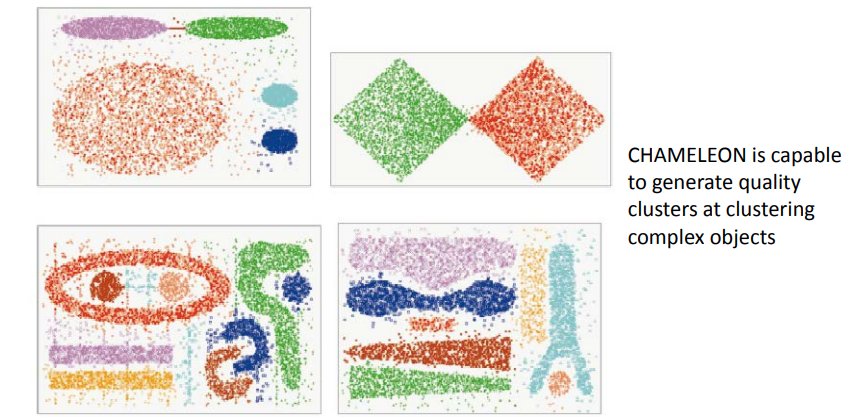 CHAMELEON is capable
to generate quality
clusters at clustering
complex objects